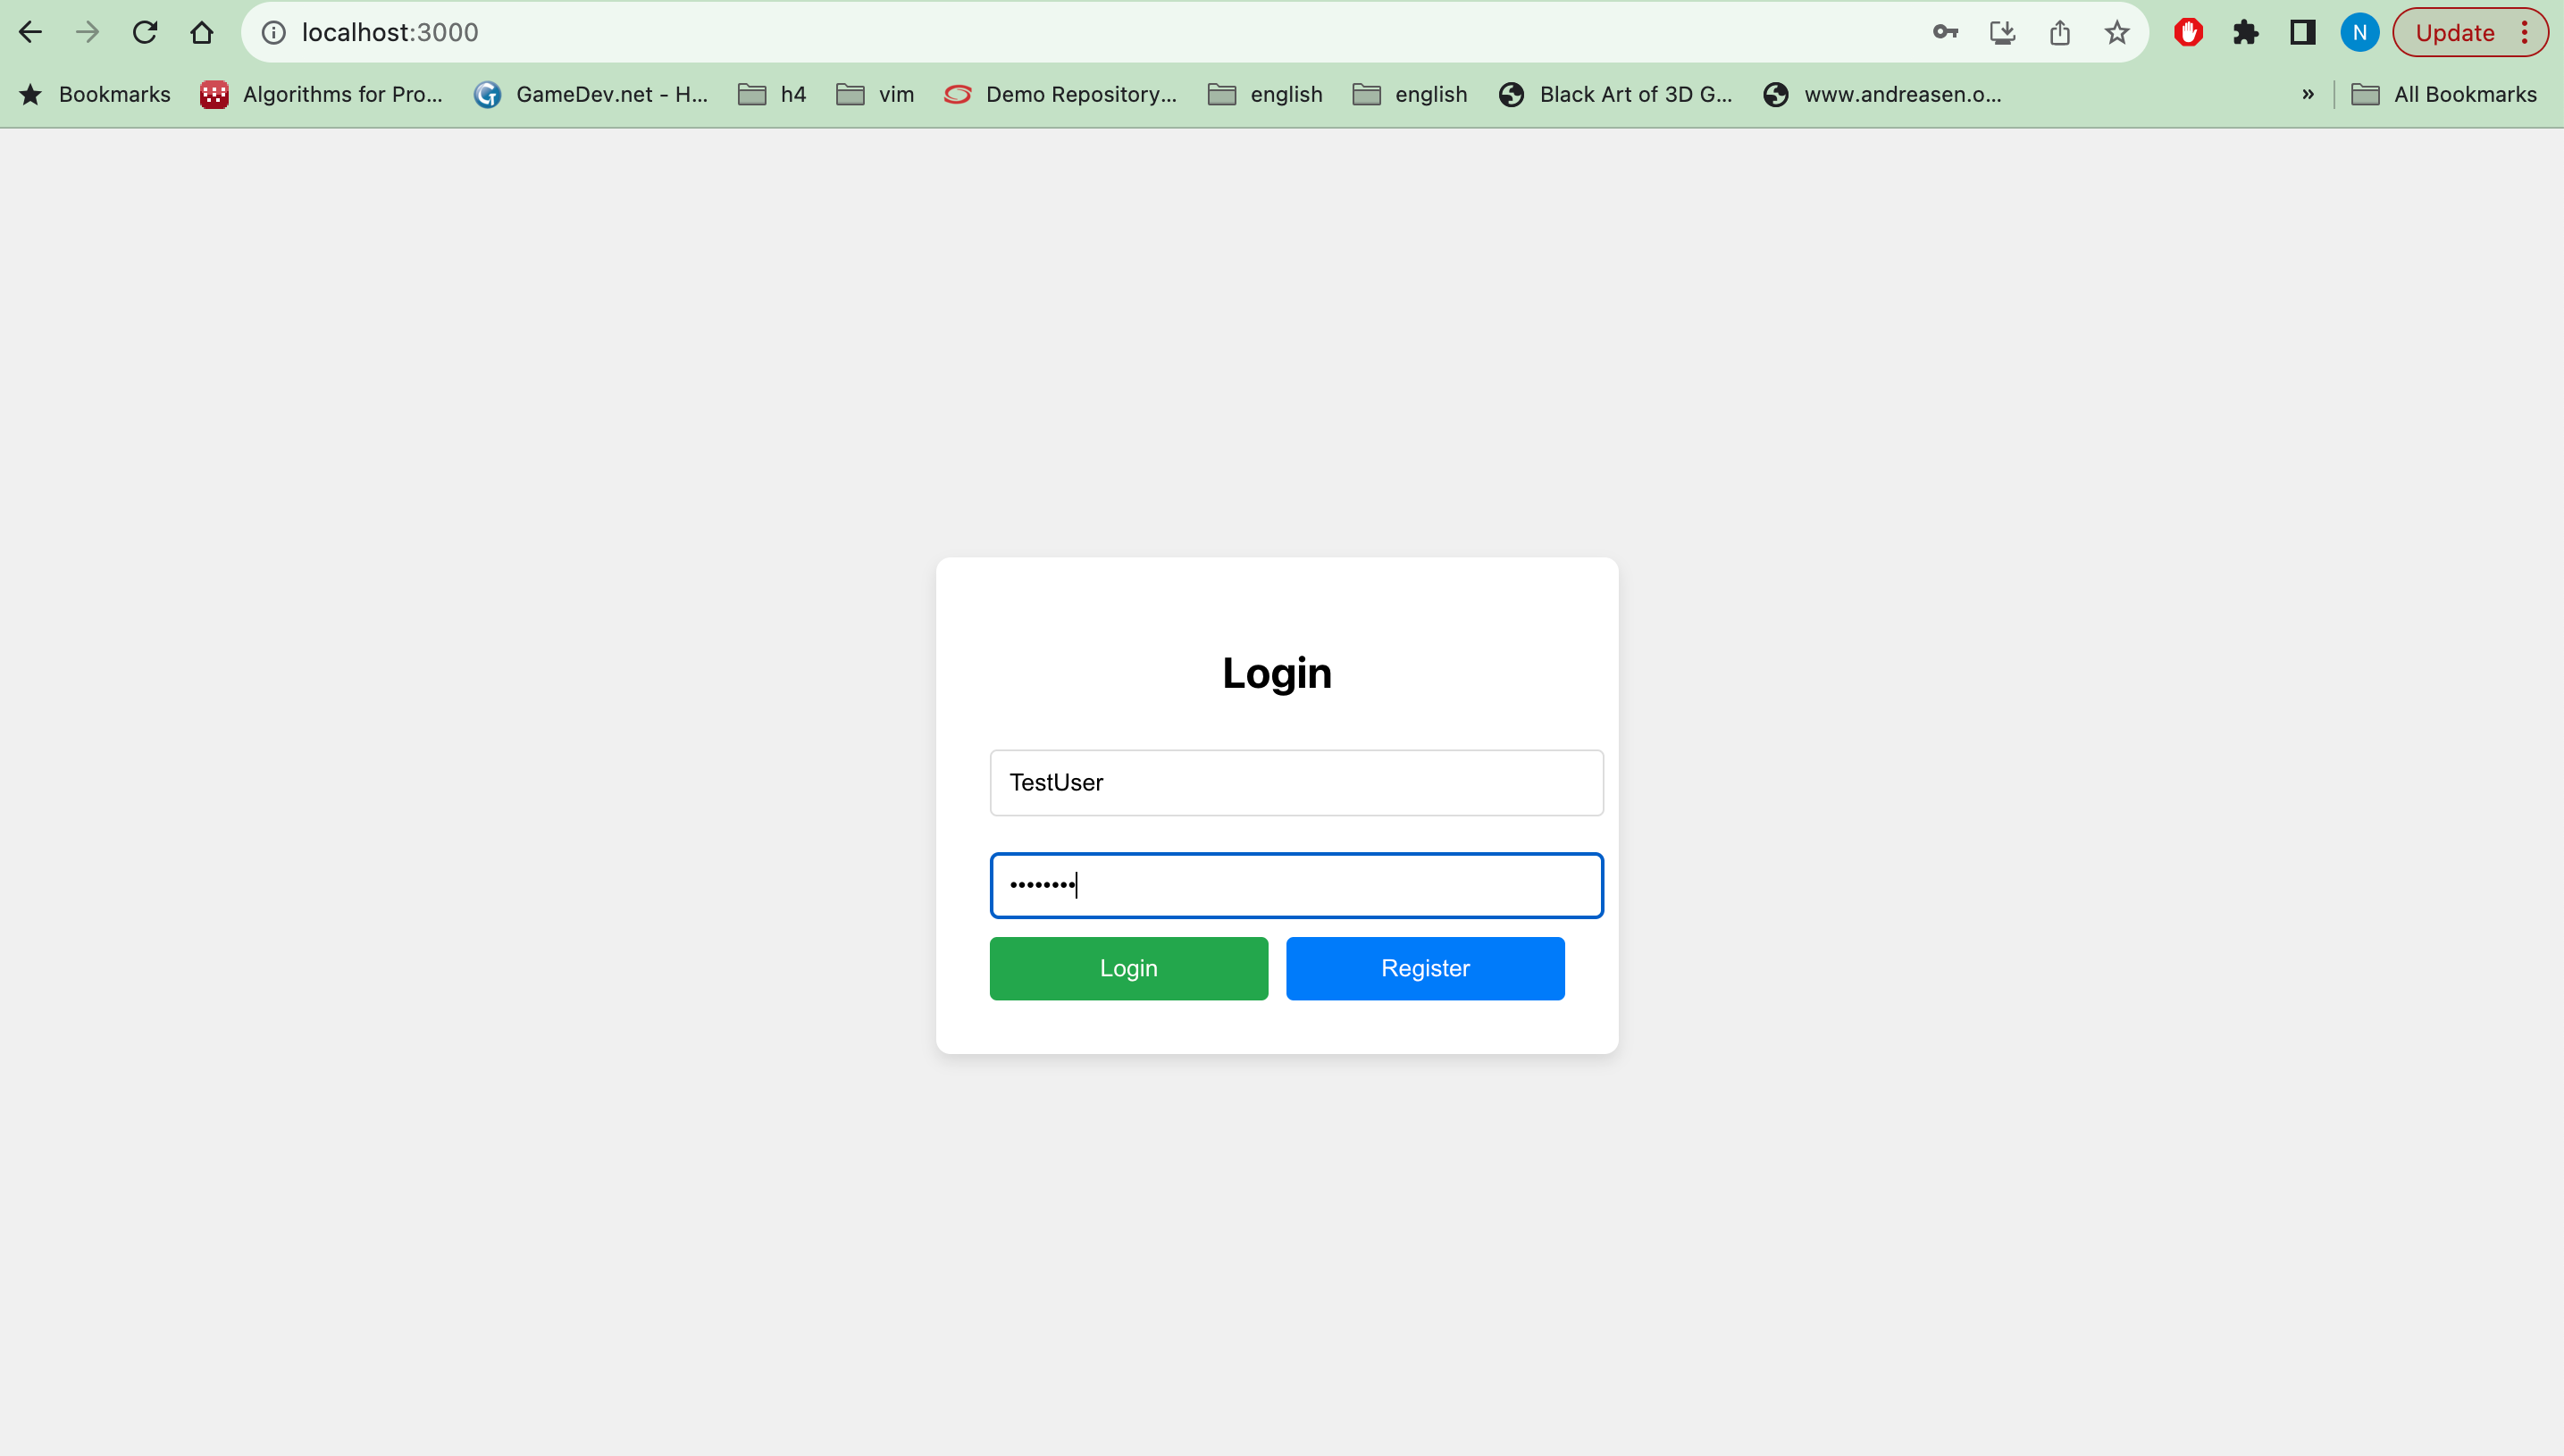 localhost:3000
N
Update
Bookmarks
Algorithms for Pro...
GameDev.net - H...
h4
vim
Demo Repository...
english
english
Black Art of 3D G...
www.andreasen.o...
»
All Bookmarks
Login
TestUser
••••••••
Login
Register